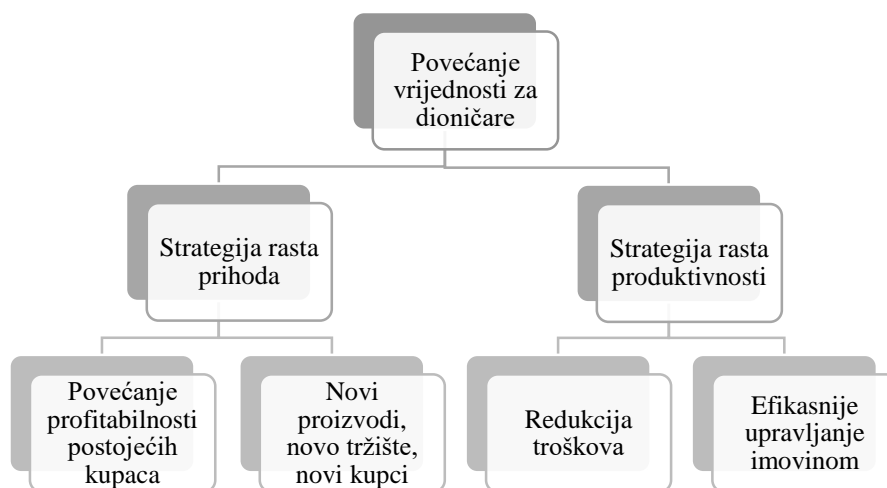 Povećanje
vrijednosti za
dioničare
Strategija rasta
prihoda
Strategija rasta
produktivnosti
Povećanje
profitabilnosti
postojećih
kupaca
Novi
proizvodi,
novo tržište,
novi kupci
Redukcija
troškova
Efikasnije
upravljanje
imovinom